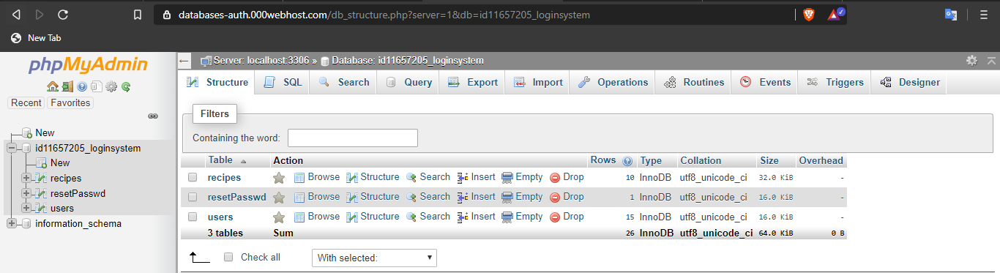 databases-auth.000webhost.com/db_structure.php?server=1&db=id11657205_loginsystem
New Tab
phpMyAdmin
Recent Favorites
New
id11657205_loginsystem
New
recipes
resetPasswd
users
information_schema
Server: localhost:3306 » Database: id11657205_loginsystem
Structure SQL Search Query Export Import Operations Routines Events Triggers Designer
Filters
Containing the word:
Table Action Rows Type Collation Size Overhead
recipes Browse Structure Search Insert Empty Drop 10 InnoDB utf8_unicode_ci 32.0 KiB -
resetPasswd Browse Structure Search Insert Empty Drop 1 InnoDB utf8_unicode_ci 16.0 KiB -
users Browse Structure Search Insert Empty Drop 15 InnoDB utf8_unicode_ci 16.0 KiB -
3 tables Sum 26 InnoDB utf8_unicode_ci 64.0 KiB 0 B
Check all With selected: